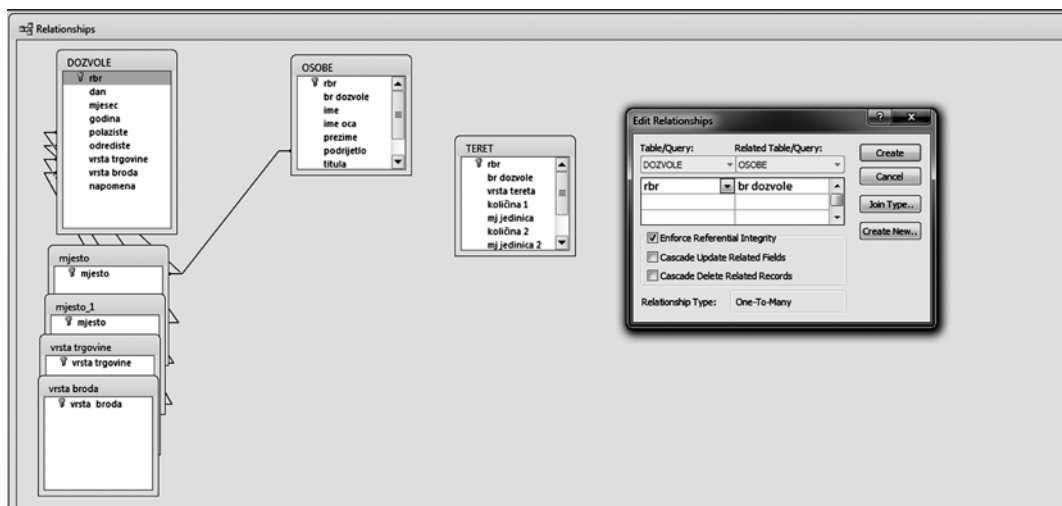 Relationships
DOZVOLE
rbr
dan
mjesec
godina
polaziste
odrediste
vrsta trgovine
vrsta broda
napomena
mjesto
mjesto
mjesto_1
mjesto
vrsta trgovine
vrsta trgovine
vrsta broda
vrsta broda
OSOBE
rbr
br dozvole
ime
ime oca
prezime
podrijetlo
titula
TERET
rbr
br dozvole
vrsta tereta
količina 1
mj jedinica
količina 2
mj jedinica 2
Edit Relationships
? X
Table/Query: Related Table/Query:
DOZVOLE OSOBE
rbr br dozvole
Enforce Referential Integrity
Cascade Update Related Fields
Cascade Delete Related Records
Relationship Type: One-To-Many
Create
Cancel
Join Type..
Create New..